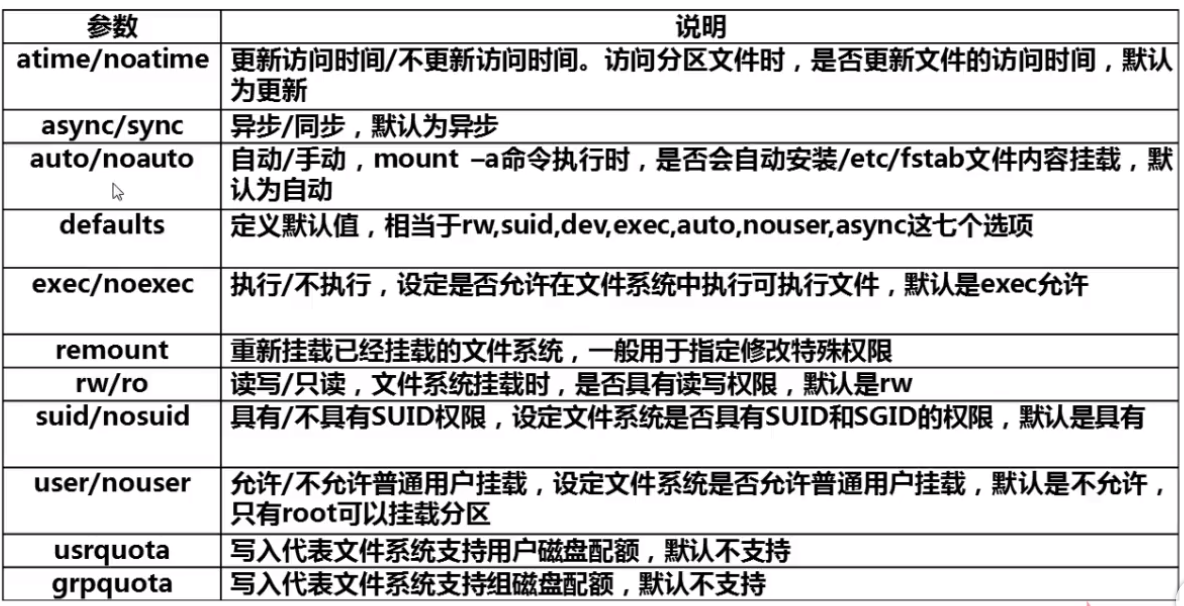 参数 说明
atime/noatime 更新访问时间/不更新访问时间。访问分区文件时，是否更新文件的访问时间，默认
为更新
async/sync 异步/同步，默认为异步
auto/noauto 自动/手动，mount –a命令执行时，是否会自动安装/etc/fstab文件内容挂载，默
认为自动
defaults 定义默认值，相当于rw,suid,dev,exec,auto,nouser,async这七个选项
exec/noexec 执行/不执行，设定是否允许在文件系统中执行可执行文件，默认是exec允许
remount 重新挂载已经挂载的文件系统，一般用于指定修改特殊权限
rw/ro 读写/只读，文件系统挂载时，是否具有读写权限，默认是rw
suid/nosuid 具有/不具有SUID权限，设定文件系统是否具有SUID和SGID的权限，默认是具有
user/nouser 允许/不允许普通用户挂载，设定文件系统是否允许普通用户挂载，默认是不允许，
只有root可以挂载分区
usrquota 写入代表文件系统支持用户磁盘配额，默认不支持
grpquota 写入代表文件系统支持组磁盘配额，默认不支持